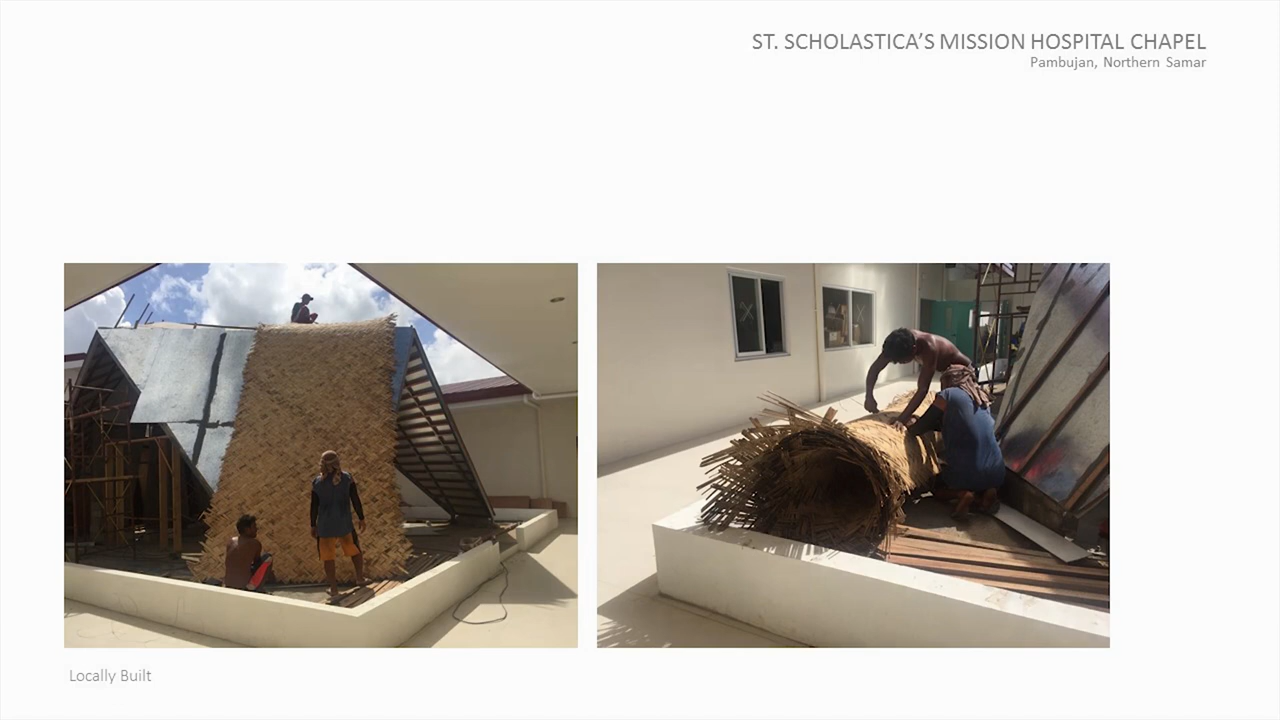 ST. SCHOLASTICA'S MISSION HOSPITAL CHAPEL
Pambujan, Northern Samar
Locally Built